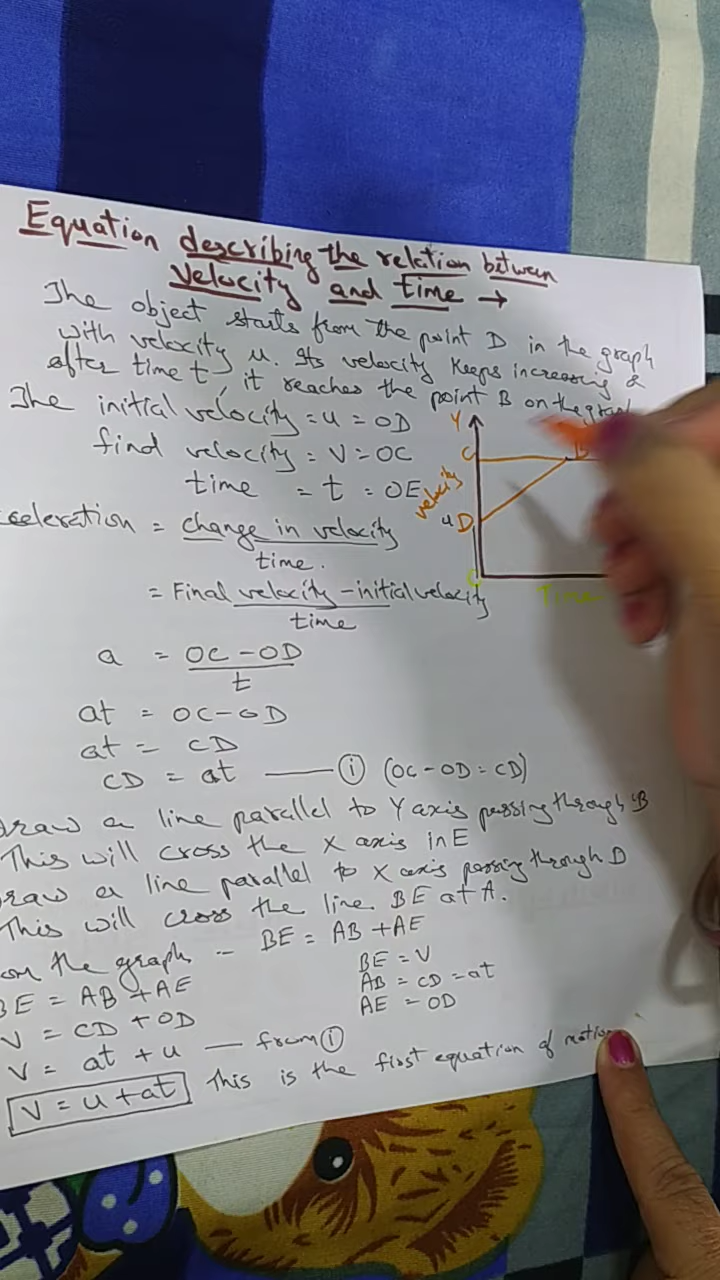 Equation describing the relation between
Velocity and time →
The object starts from the point D in the graph
with velocity u. Its velocity keeps increasing &
after time t, it reaches the point B on the graph
The initial velocity = u = OD
find velocity = V = OC
time = t = OE
celeration = change in velocity
time.
= Final velocity - initial velocity
time
a = OC - OD
t
at = OC - OD
at = CD
CD = at —— ⓘ (OC - OD = CD)
Y
C
B
velocity
u D
O
Time
draw a line parallel to Y axis passing through 'B
This will cross the X axis in E
draw a line parallel to X axis passing through D
This will cross the line BE at A.
on the graph - BE = AB + AE
BE = AB + AE
V = CD + OD
V = at + u — from ⓘ
BE = V
AB = CD = at
AE = OD
V = u + at This is the first equation of motion